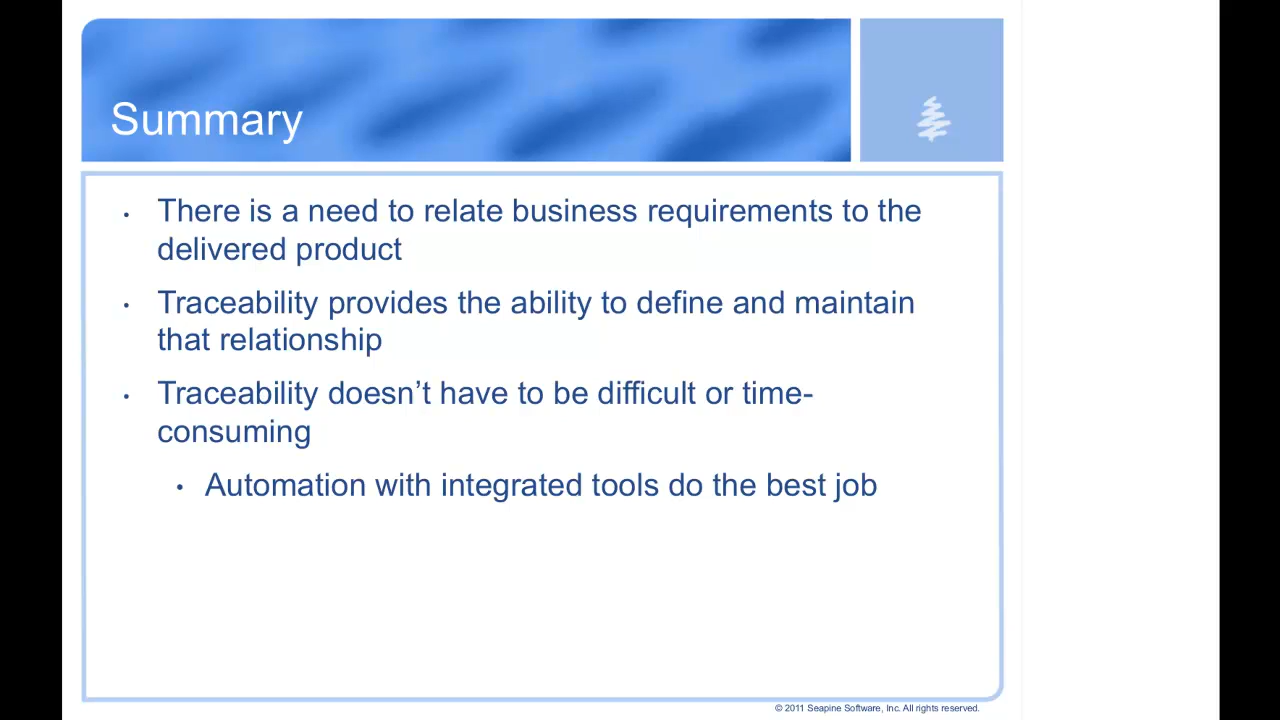 Summary
• There is a need to relate business requirements to the
delivered product
• Traceability provides the ability to define and maintain
that relationship
• Traceability doesn’t have to be difficult or time-
consuming
• Automation with integrated tools do the best job
© 2011 Seapine Software, Inc. All rights reserved.